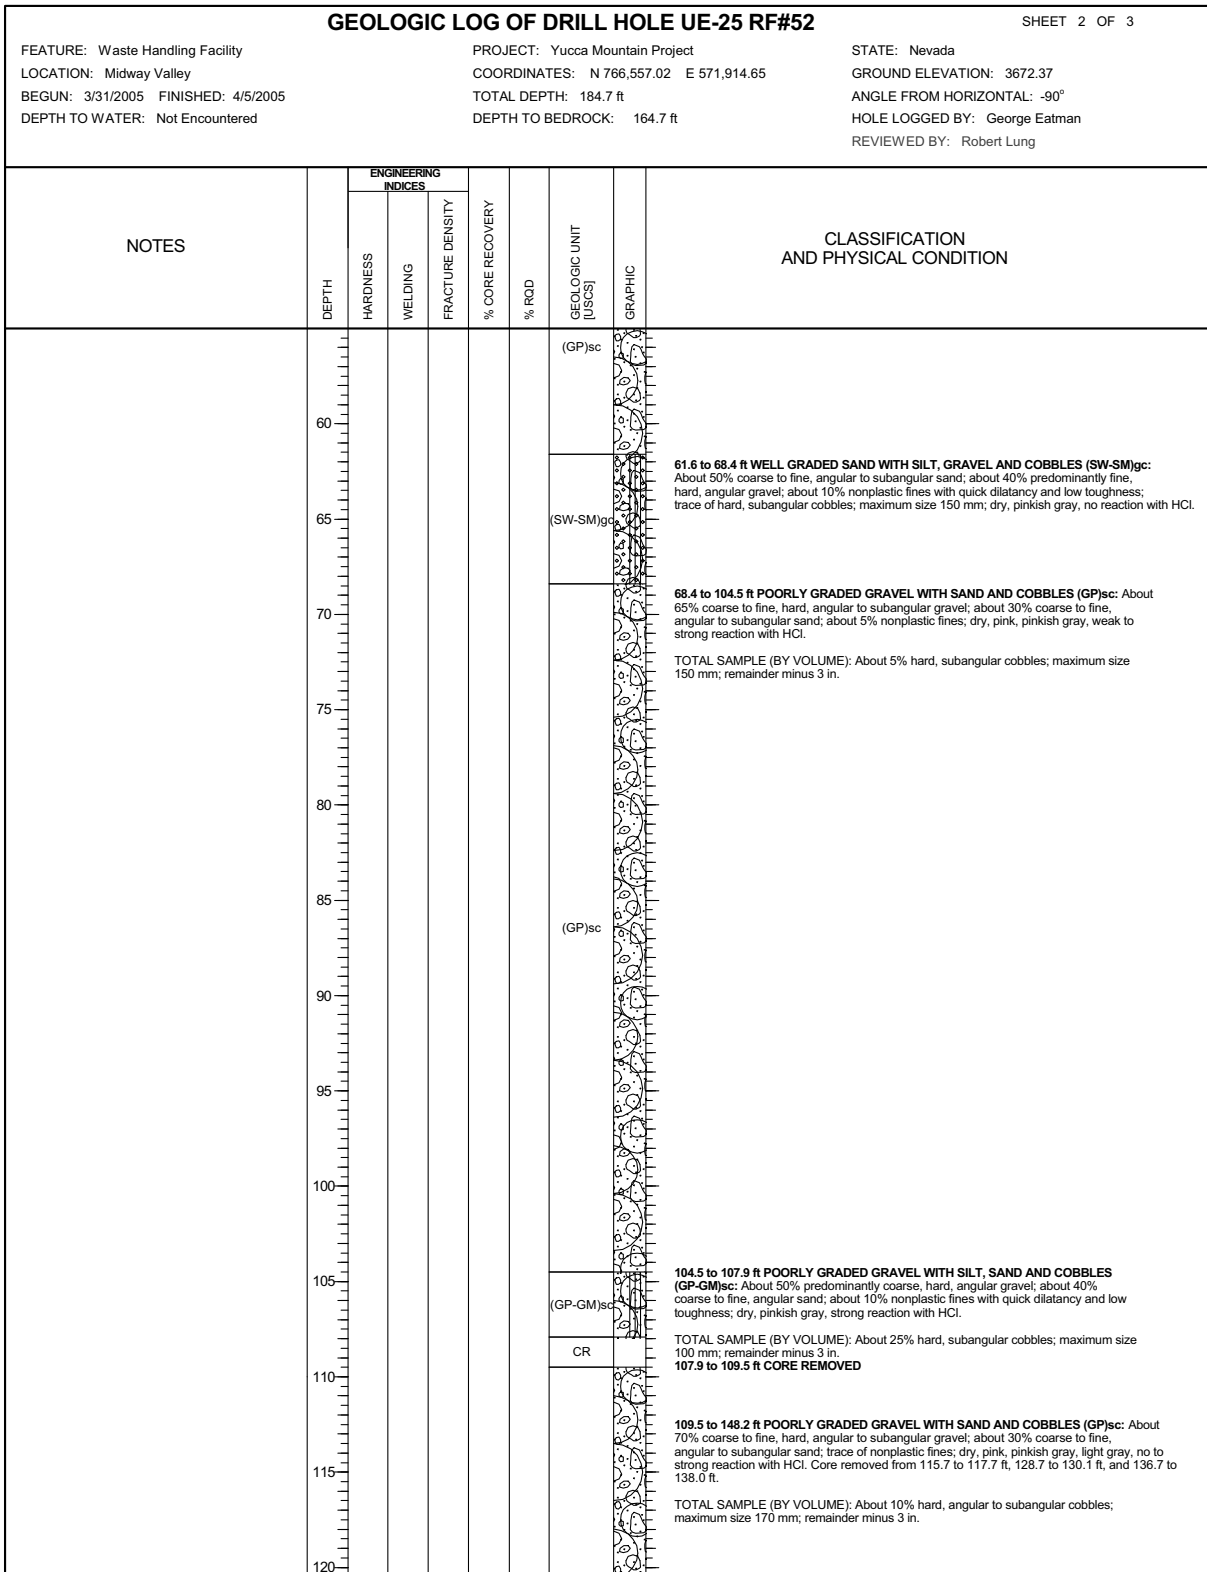 GEOLOGIC LOG OF DRILL HOLE UE-25 RF#52
SHEET 2 OF 3
FEATURE: Waste Handling Facility
PROJECT: Yucca Mountain Project
STATE: Nevada
LOCATION: Midway Valley
COORDINATES: N 766,557.02 E 571,914.65
GROUND ELEVATION: 3672.37
BEGUN: 3/31/2005 FINISHED: 4/5/2005
TOTAL DEPTH: 184.7 ft
ANGLE FROM HORIZONTAL: -90°
DEPTH TO WATER: Not Encountered
DEPTH TO BEDROCK: 164.7 ft
HOLE LOGGED BY: George Eatman
REVIEWED BY: Robert Lung
NOTES
DEPTH
ENGINEERING
INDICES
HARDNESS
WELDING
FRACTURE DENSITY
% CORE RECOVERY
% RQD
GEOLOGIC UNIT
[USCS]
GRAPHIC
CLASSIFICATION
AND PHYSICAL CONDITION
(GP)sc
60
61.6 to 68.4 ft WELL GRADED SAND WITH SILT, GRAVEL AND COBBLES (SW-SM)gc:
About 50% coarse to fine, angular to subangular sand; about 40% predominantly fine,
hard, angular gravel; about 10% nonplastic fines with quick dilatancy and low toughness;
trace of hard, subangular cobbles; maximum size 150 mm; dry, pinkish gray, no reaction with HCl.
65
(SW-SM)gc
68.4 to 104.5 ft POORLY GRADED GRAVEL WITH SAND AND COBBLES (GP)sc: About
65% coarse to fine, hard, angular to subangular gravel; about 30% coarse to fine,
angular to subangular sand; about 5% nonplastic fines; dry, pink, pinkish gray, weak to
strong reaction with HCl.
70
TOTAL SAMPLE (BY VOLUME): About 5% hard, subangular cobbles; maximum size
150 mm; remainder minus 3 in.
75
80
85
(GP)sc
90
95
100
104.5 to 107.9 ft POORLY GRADED GRAVEL WITH SILT, SAND AND COBBLES
(GP-GM)sc: About 50% predominantly coarse, hard, angular gravel; about 40%
coarse to fine, angular sand; about 10% nonplastic fines with quick dilatancy and low
toughness; dry, pinkish gray, strong reaction with HCl.
105
(GP-GM)sc
TOTAL SAMPLE (BY VOLUME): About 25% hard, subangular cobbles; maximum size
100 mm; remainder minus 3 in.
CR
107.9 to 109.5 ft CORE REMOVED
110
109.5 to 148.2 ft POORLY GRADED GRAVEL WITH SAND AND COBBLES (GP)sc: About
70% coarse to fine, hard, angular to subangular gravel; about 30% coarse to fine,
angular to subangular sand; trace of nonplastic fines; dry, pink, pinkish gray, light gray, no to
strong reaction with HCl. Core removed from 115.7 to 117.7 ft, 128.7 to 130.1 ft, and 136.7 to
138.0 ft.
115
TOTAL SAMPLE (BY VOLUME): About 10% hard, angular to subangular cobbles;
maximum size 170 mm; remainder minus 3 in.
120